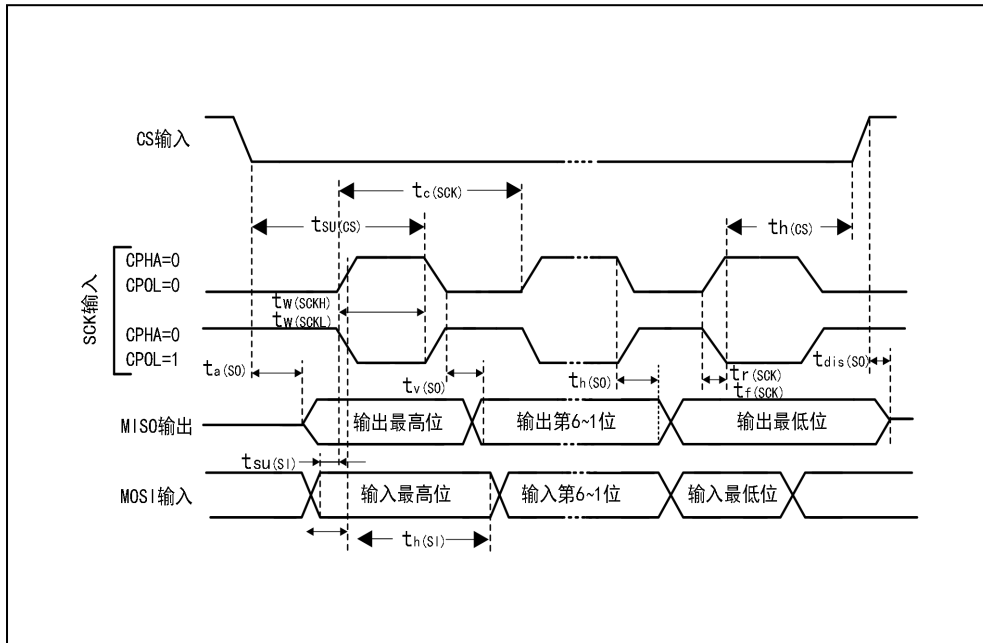 CS输入
tc(SCK)
tSU(CS)
th(CS)
SCK输入
CPHA=0
CPOL=0
tW(SCKH)
tW(SCKL)
CPHA=0
CPOL=1
ta(SO)
tv(SO)
th(SO)
tr(SCK)
tf(SCK)
tdis(SO)
MISO输出
输出最高位
输出第6~1位
输出最低位
tsu(SI)
MOSI输入
输入最高位
输入第6~1位
输入最低位
th(SI)